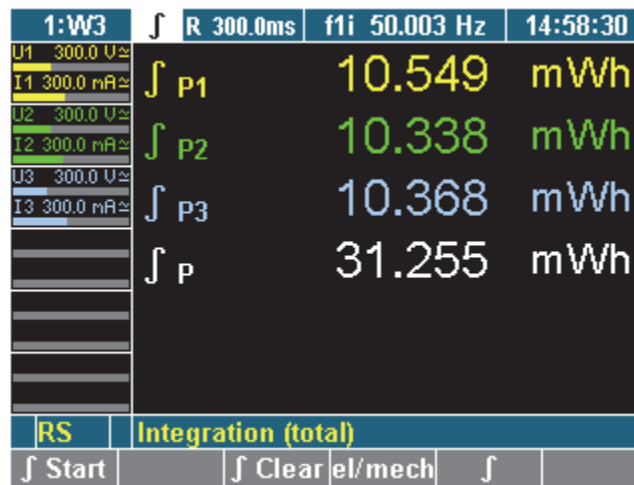 1:W3 ∫ R 300.0ms f1i 50.003 Hz 14:58:30
U1 300.0 V≃
I1 300.0 mA≃
∫ P1 10.549 mWh
U2 300.0 V≃
I2 300.0 mA≃
∫ P2 10.338 mWh
U3 300.0 V≃
I3 300.0 mA≃
∫ P3 10.368 mWh
∫ P 31.255 mWh
RS Integration (total)
∫ Start ∫ Clear el/mech ∫